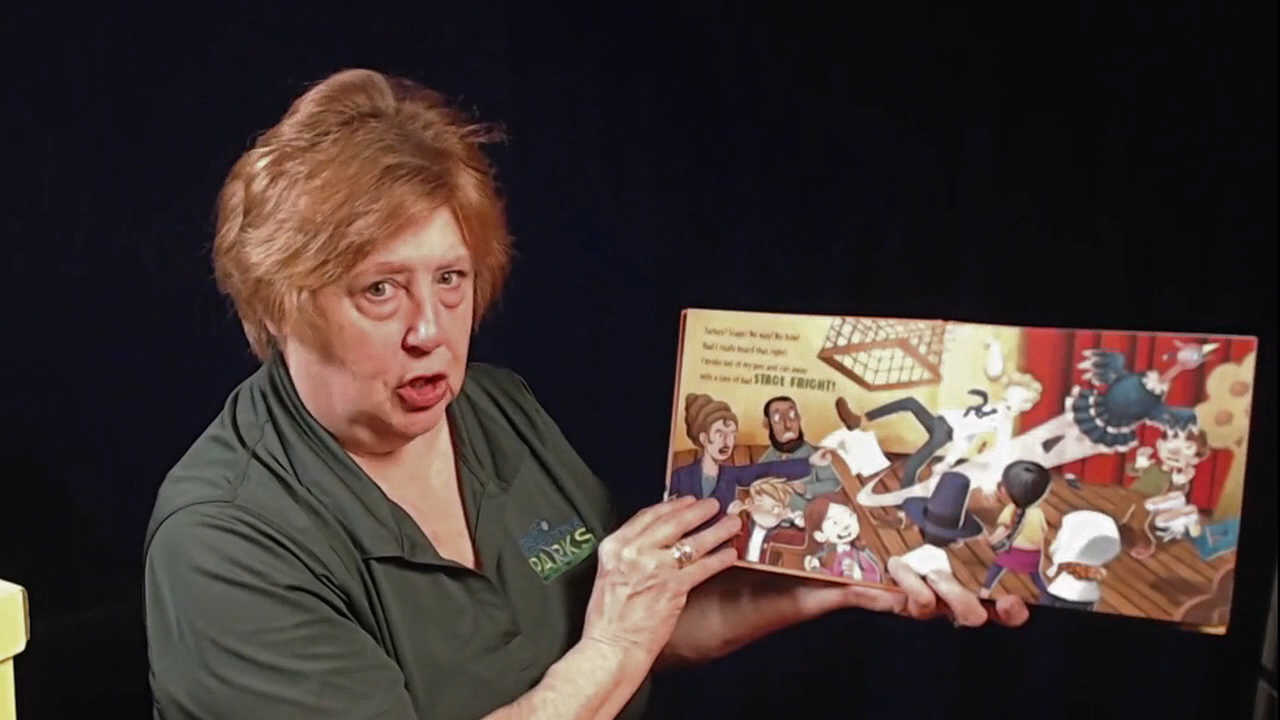 Turkey? Soups? No way! No how!
Had I really heard that right?
I broke out of my pen and ran away
with a case of bad STAGE FRIGHT!
PARKS